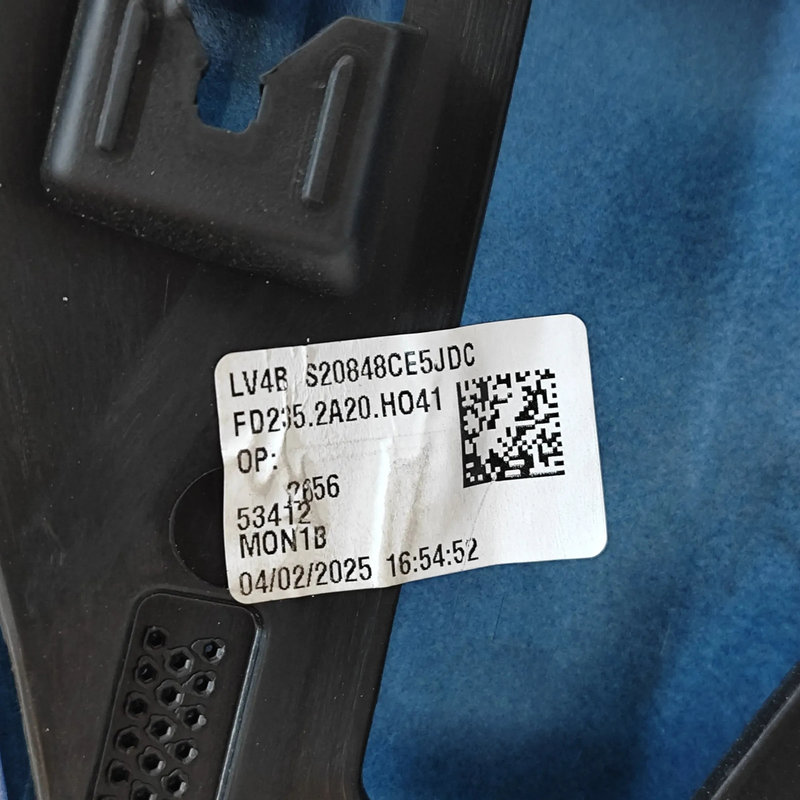 LV4B S20848CE5JDC
FD235.2A20.HO41
OP:
2656
53412
MON1B
04/02/2025 16:54:52